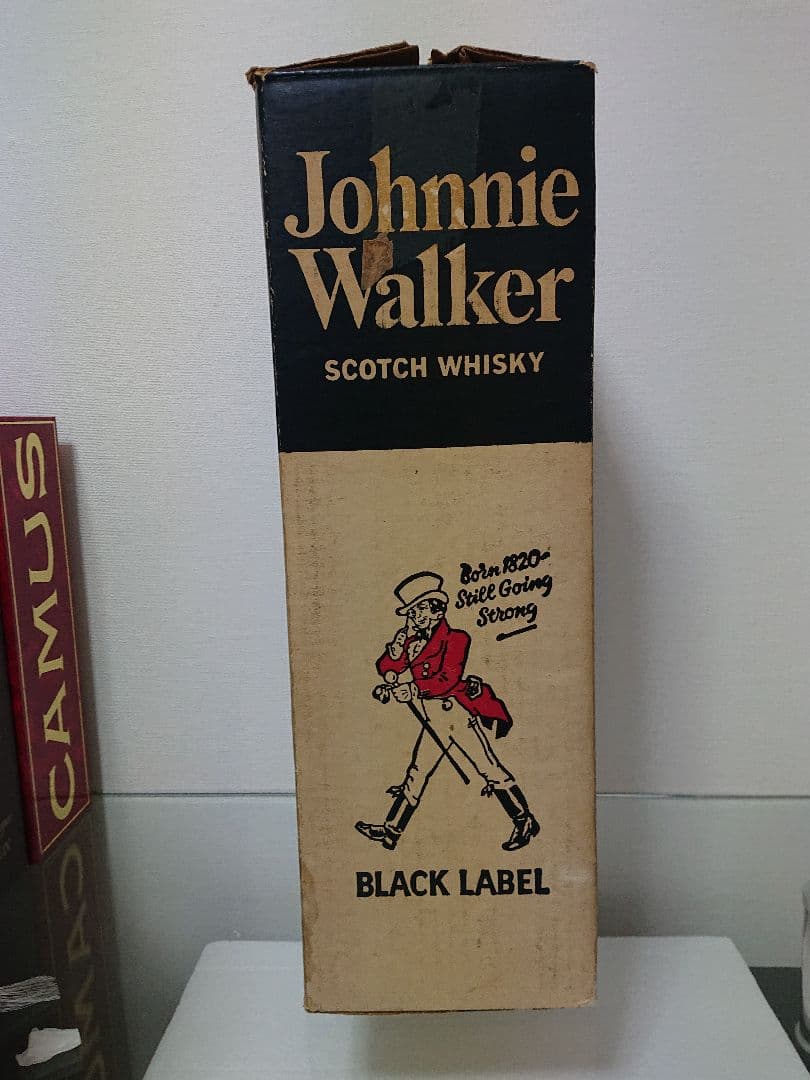 Johnnie
Walker
SCOTCH WHISKY
Born 1820-
Still Going
Strong
BLACK LABEL
CAMUS